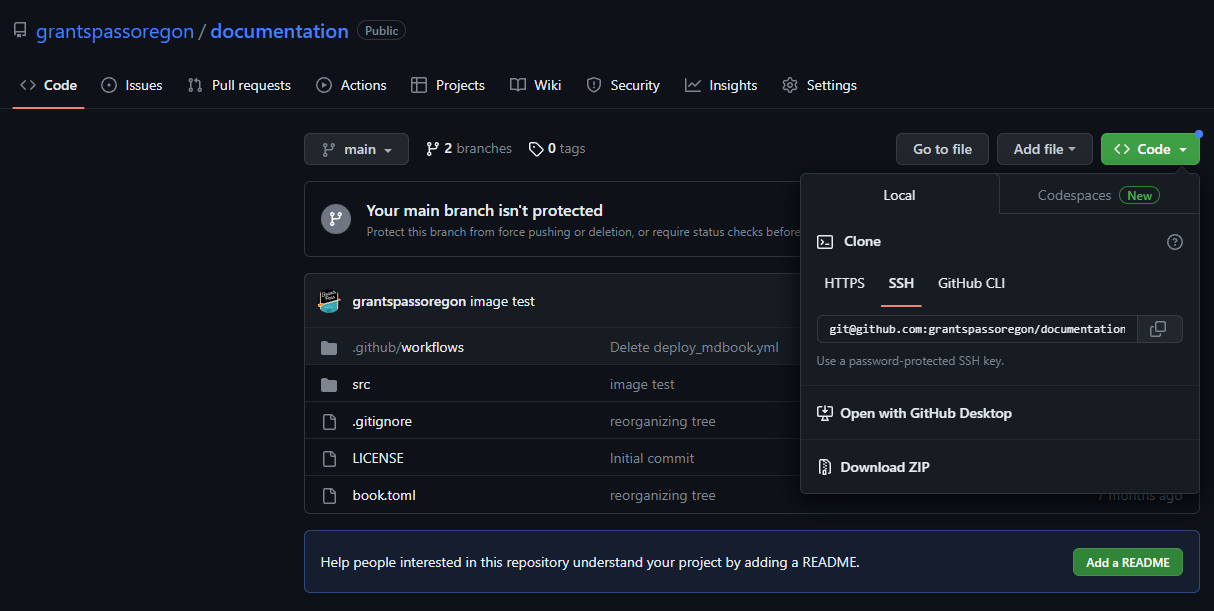 grantspassoregon / documentation Public
Code Issues Pull requests Actions Projects Wiki Security Insights Settings
main 2 branches 0 tags Go to file Add file Code
Your main branch isn't protected
Protect this branch from force pushing or deletion, or require status checks before
grantspassoregon image test
.github/workflows Delete deploy_mdbook.yml
src image test
.gitignore reorganizing tree
LICENSE Initial commit
book.toml reorganizing tree 7 months ago
Local Codespaces New
Clone
HTTPS SSH GitHub CLI
git@github.com:grantspassoregon/documentation
Use a password-protected SSH key.
Open with GitHub Desktop
Download ZIP
Help people interested in this repository understand your project by adding a README. Add a README